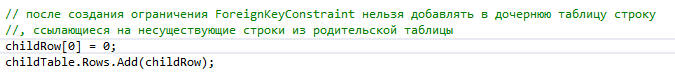 // после создания ограничения ForeignKeyConstraint нельзя добавлять в дочернюю таблицу строку
//, ссылающиеся на несуществующие строки из родительской таблицы
childRow[0] = 0;
childTable.Rows.Add(childRow);